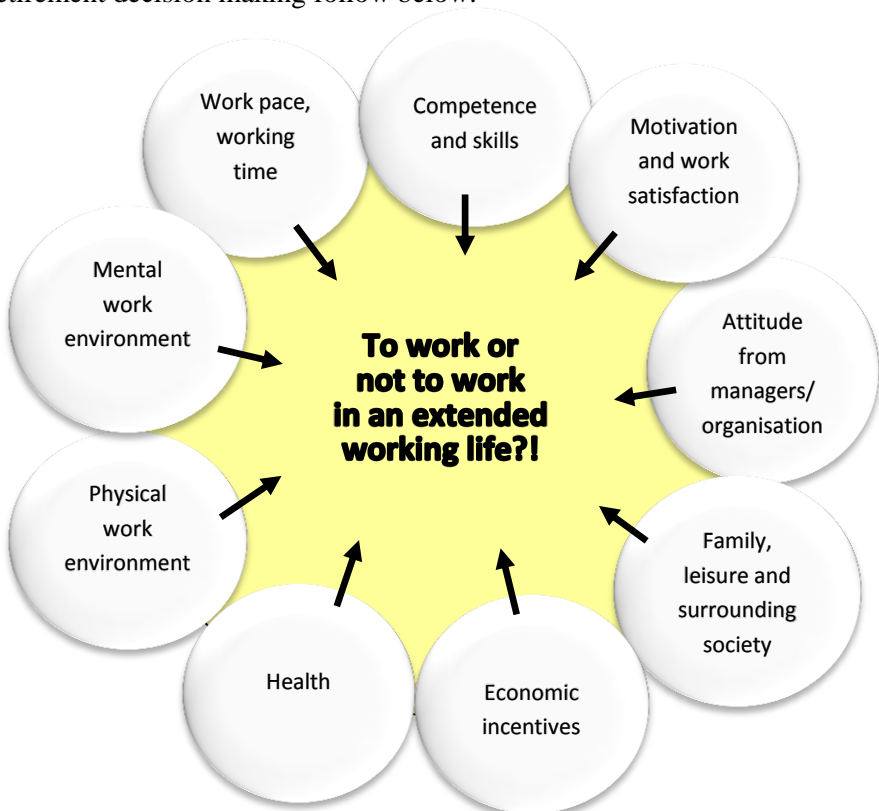 etirement decision making follow below.
Work pace,
working
time
Competence
and skills
Motivation
and work
satisfaction
Mental
work
environment
Attitude
from
managers/
organisation
To work or
not to work
in an extended
working life?!
Physical
work
environment
Family,
leisure and
surrounding
society
Health
Economic
incentives